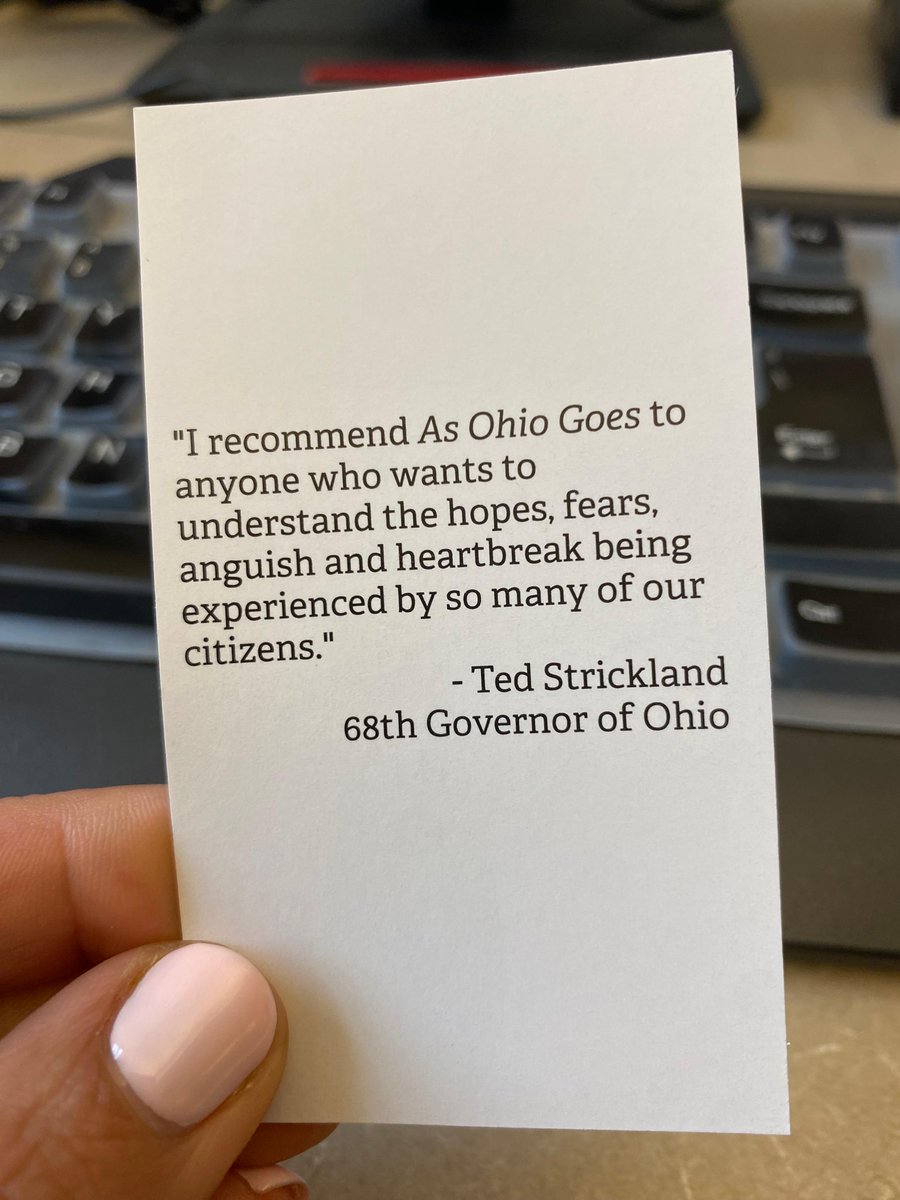 "I recommend As Ohio Goes to
anyone who wants to
understand the hopes, fears,
anguish and heartbreak being
experienced by so many of our
citizens."
- Ted Strickland
68th Governor of Ohio